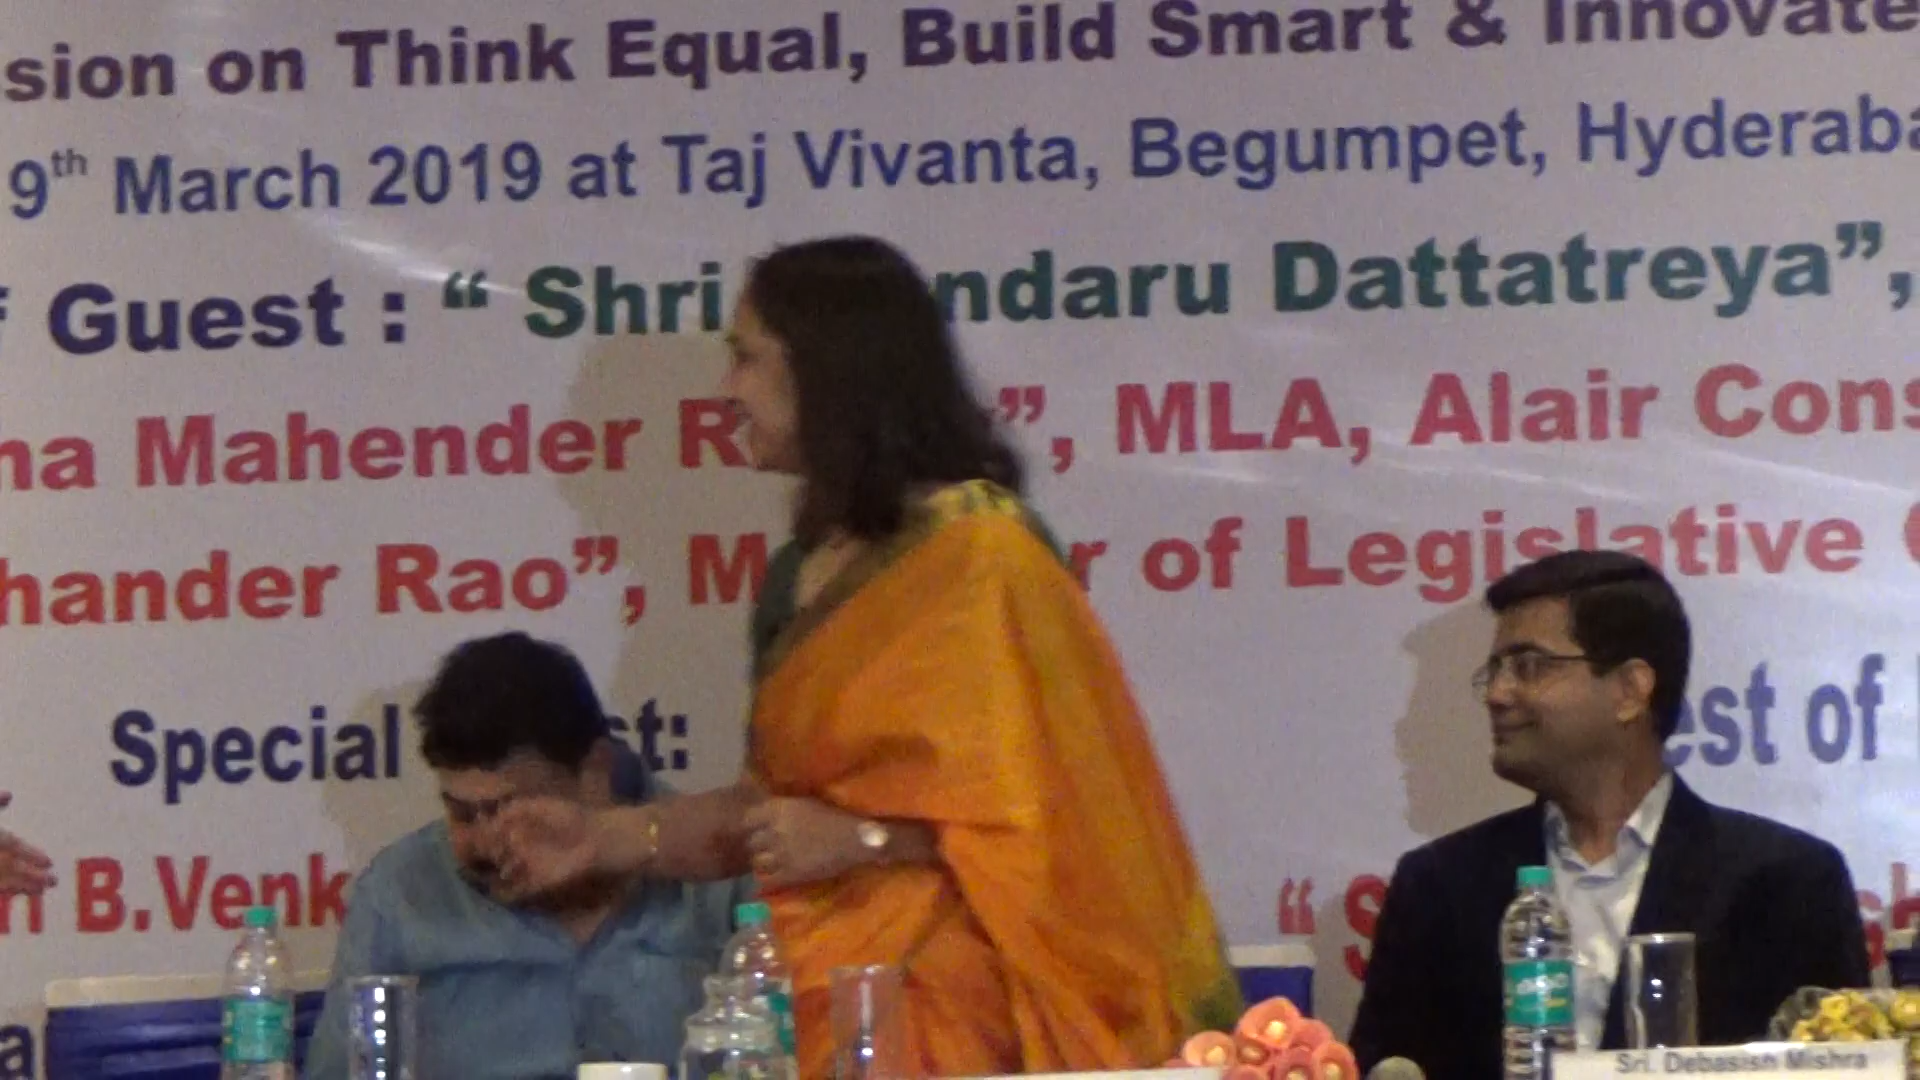 sion on Think Equal, Build Smart & Innovate
9th March 2019 at Taj Vivanta, Begumpet, Hyderaba
Guest : “ Shri ndaru Dattatreya”,
na Mahender R ”, MLA, Alair Cons
hander Rao”, M r of Legislative
Special st: est of
B.Venk “ S
Sri. Debasish Mishra